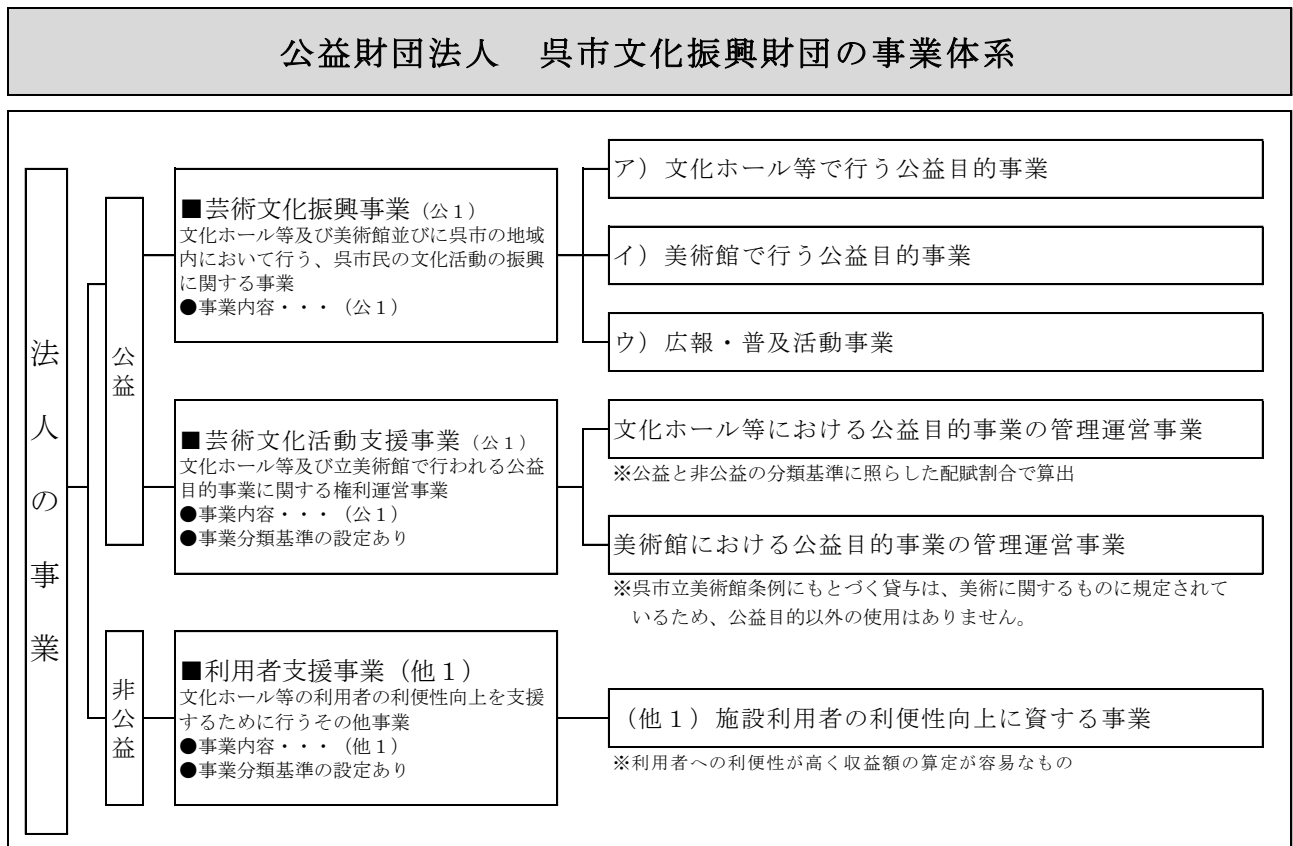 公益財団法人　呉市文化振興財団の事業体系
法人の事業
公益
■芸術文化振興事業（公１）
文化ホール等及び美術館並びに呉市の地域
内において行う、呉市民の文化活動の振興
に関する事業
●事業内容・・・（公１）
ア）文化ホール等で行う公益目的事業
イ）美術館で行う公益目的事業
ウ）広報・普及活動事業
■芸術文化活動支援事業（公１）
文化ホール等及び立美術館で行われる公益
目的事業に関する権利運営事業
●事業内容・・・（公１）
●事業分類基準の設定あり
文化ホール等における公益目的事業の管理運営事業
※公益と非公益の分類基準に照らした配賦割合で算出
美術館における公益目的事業の管理運営事業
※呉市立美術館条例にもとづく貸与は、美術に関するものに規定されて
いるため、公益目的以外の使用はありません。
非公益
■利用者支援事業（他１）
文化ホール等の利用者の利便性向上を支援
するために行うその他事業
●事業内容・・・（他１）
●事業分類基準の設定あり
（他１）施設利用者の利便性向上に資する事業
※利用者への利便性が高く収益額の算定が容易なもの